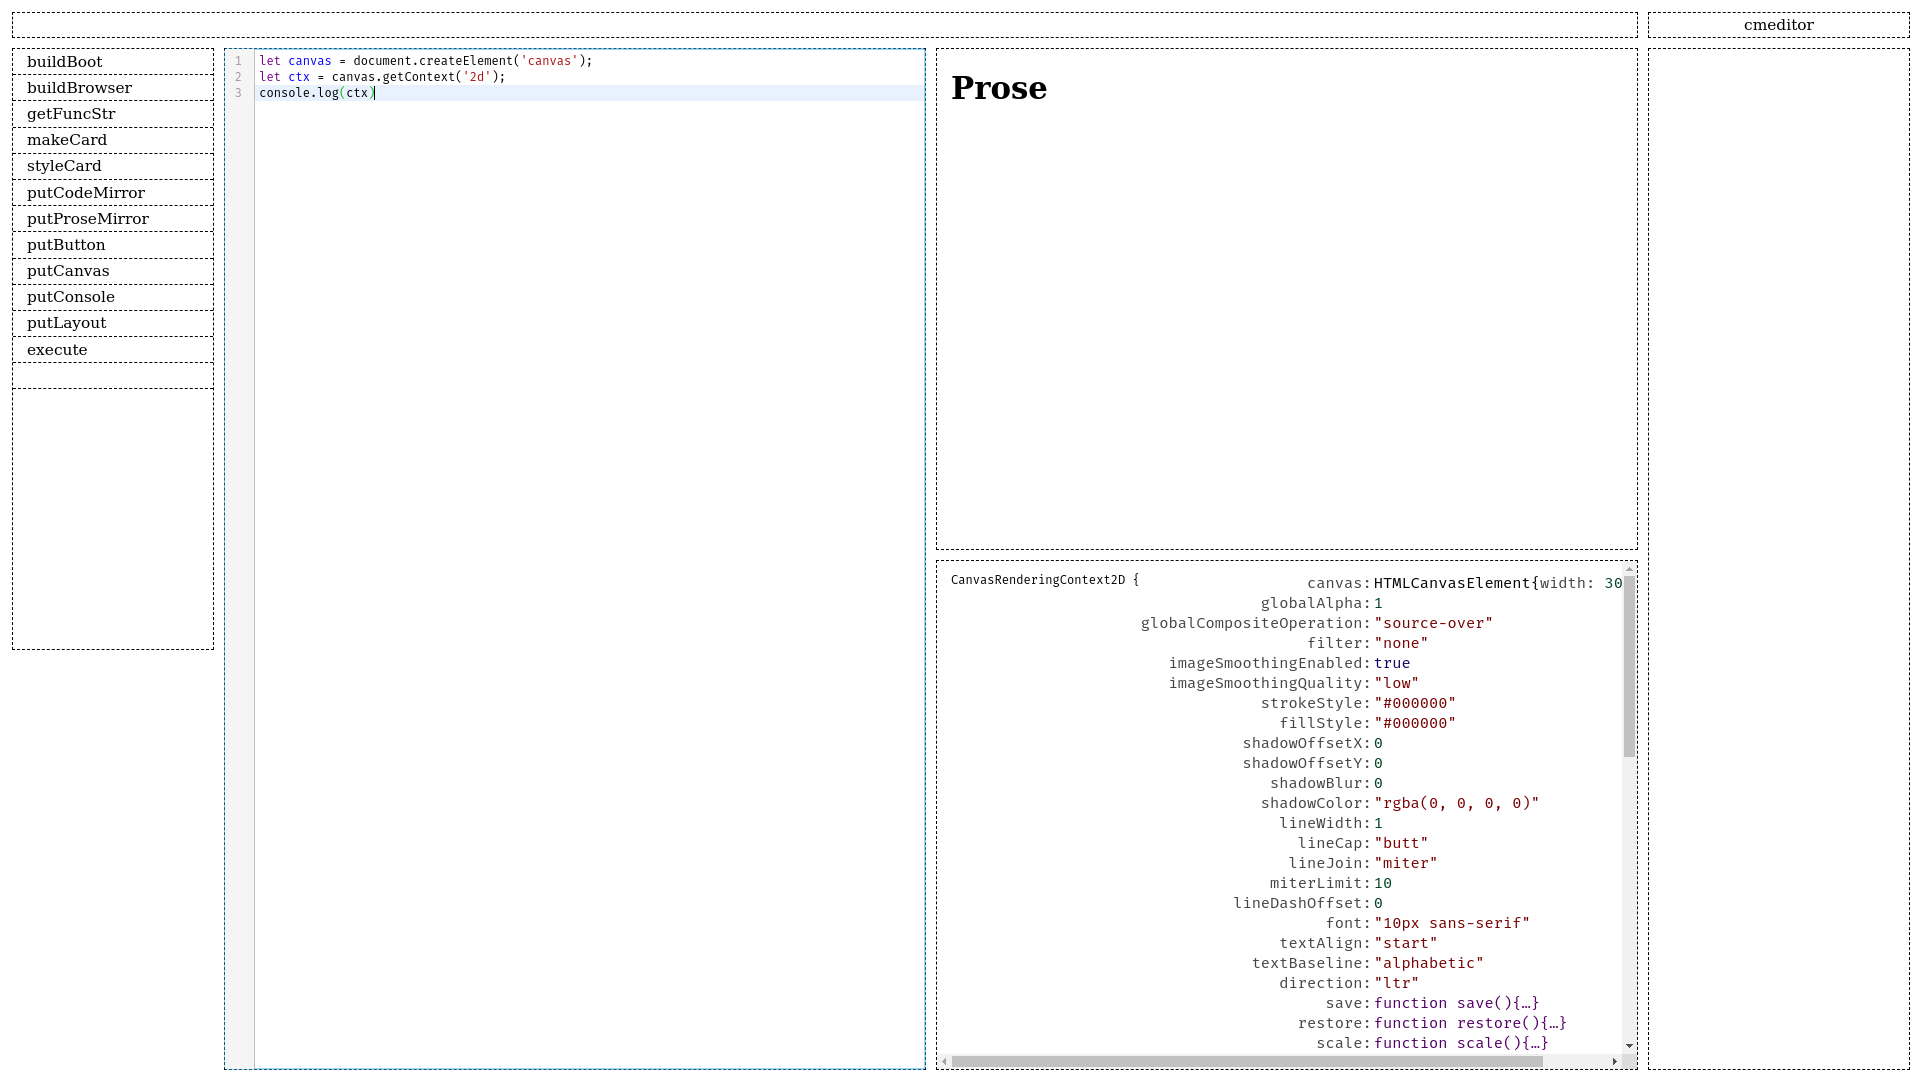 cmeditor
buildBoot
buildBrowser
getFuncStr
makeCard
styleCard
putCodeMirror
putProseMirror
putButton
putCanvas
putConsole
putLayout
execute
1 let canvas = document.createElement('canvas');
2 let ctx = canvas.getContext('2d');
3 console.log(ctx)
Prose
CanvasRenderingContext2D {
canvas: HTMLCanvasElement{width: 30
globalAlpha: 1
globalCompositeOperation: "source-over"
filter: "none"
imageSmoothingEnabled: true
imageSmoothingQuality: "low"
strokeStyle: "#000000"
fillStyle: "#000000"
shadowOffsetX: 0
shadowOffsetY: 0
shadowBlur: 0
shadowColor: "rgba(0, 0, 0, 0)"
lineWidth: 1
lineCap: "butt"
lineJoin: "miter"
miterLimit: 10
lineDashOffset: 0
font: "10px sans-serif"
textAlign: "start"
textBaseline: "alphabetic"
direction: "ltr"
save: function save(){…}
restore: function restore(){…}
scale: function scale(){…}